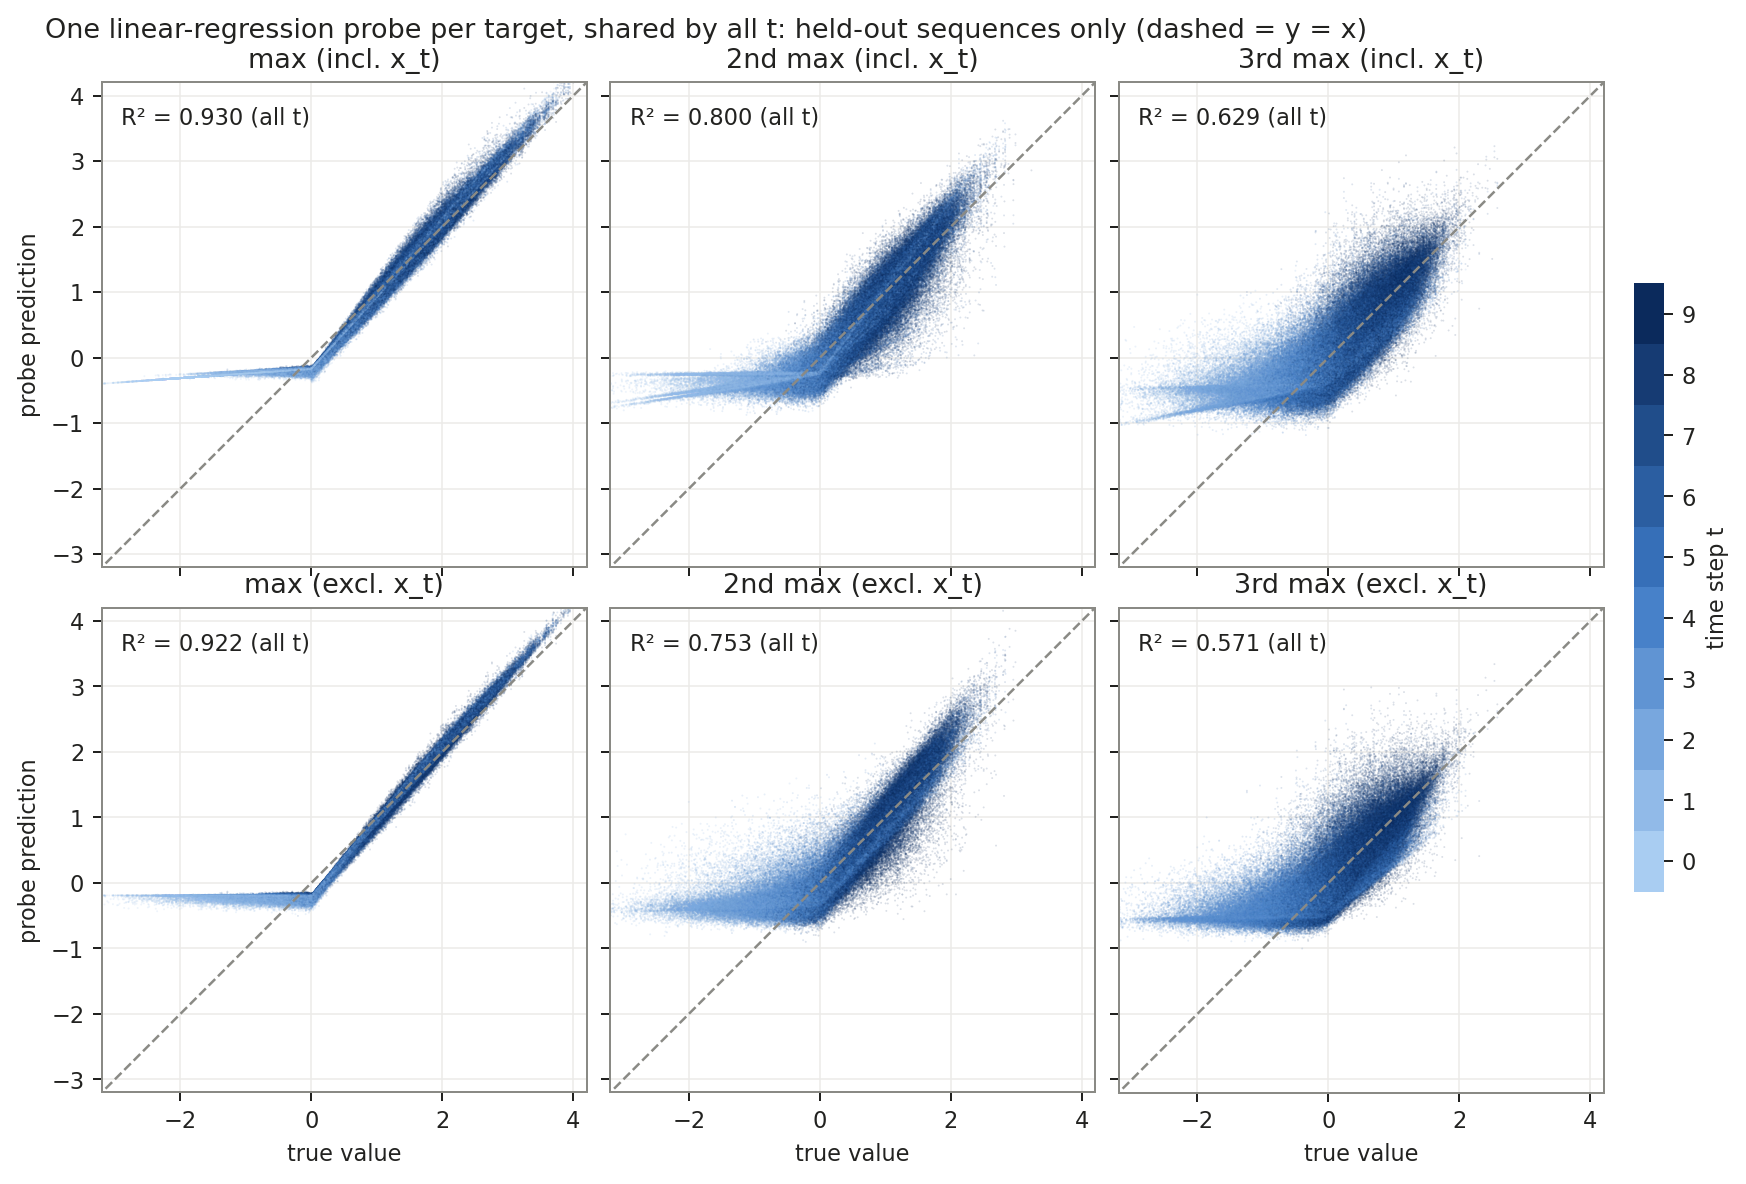 One linear-regression probe per target, shared by all t: held-out sequences only (dashed = y = x)
max (incl. x_t)
2nd max (incl. x_t)
3rd max (incl. x_t)
R² = 0.930 (all t)
R² = 0.800 (all t)
R² = 0.629 (all t)
4
3
2
1
0
−1
−2
−3
probe prediction
max (excl. x_t)
2nd max (excl. x_t)
3rd max (excl. x_t)
R² = 0.922 (all t)
R² = 0.753 (all t)
R² = 0.571 (all t)
4
3
2
1
0
−1
−2
−3
probe prediction
−2 0 2 4
−2 0 2 4
−2 0 2 4
true value
true value
true value
9
8
7
6
5
4
3
2
1
0
time step t